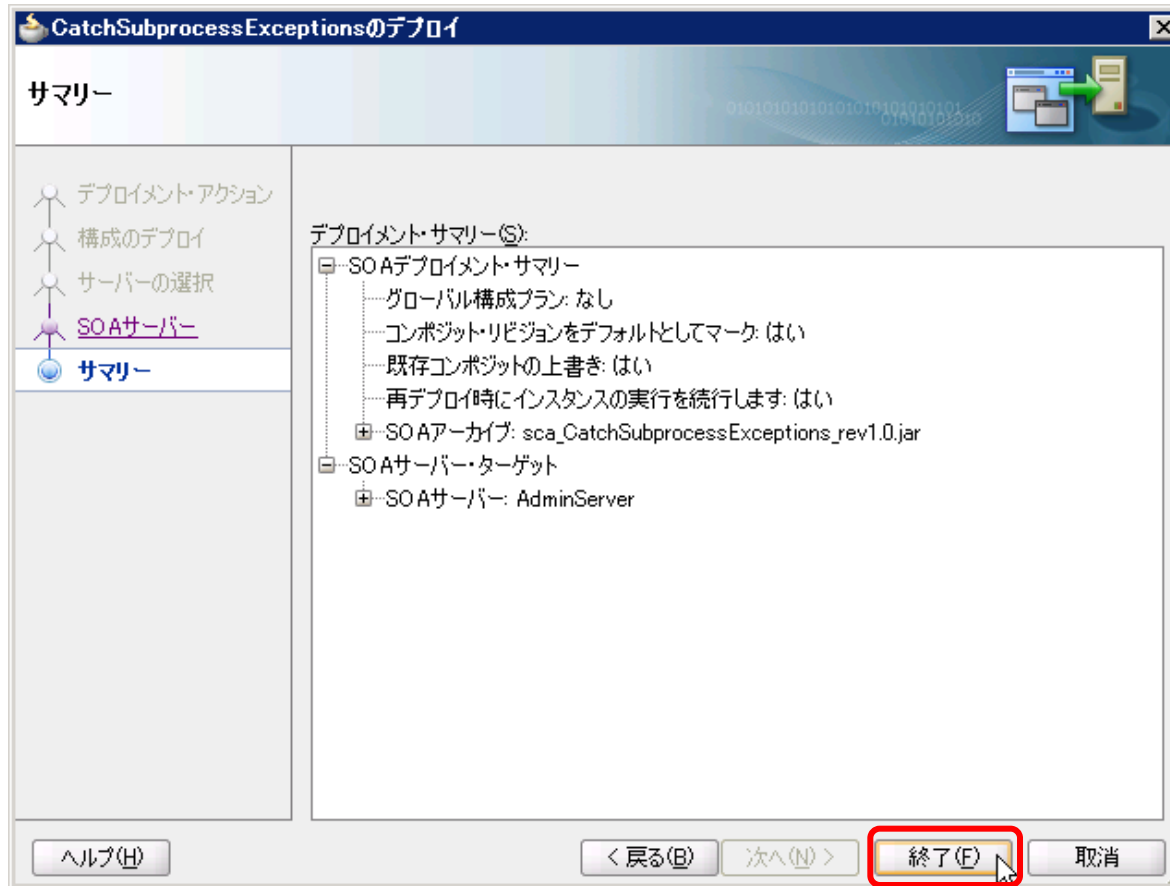 CatchSubprocessExceptionsのデプロイ
サマリー
デプロイメント・アクション
構成のデプロイ
サーバーの選択
SOAサーバー
サマリー
デプロイメント・サマリー(S):
SOAデプロイメント・サマリー
グローバル構成プラン: なし
コンポジット・リビジョンをデフォルトとしてマーク: はい
既存コンポジットの上書き: はい
再デプロイ時にインスタンスの実行を続行します: はい
SOAアーカイブ: sca_CatchSubprocessExceptions_rev1.0.jar
SOAサーバー・ターゲット
SOAサーバー: AdminServer
ヘルプ(H)
< 戻る(B)
次へ(N) >
終了(F)
取消